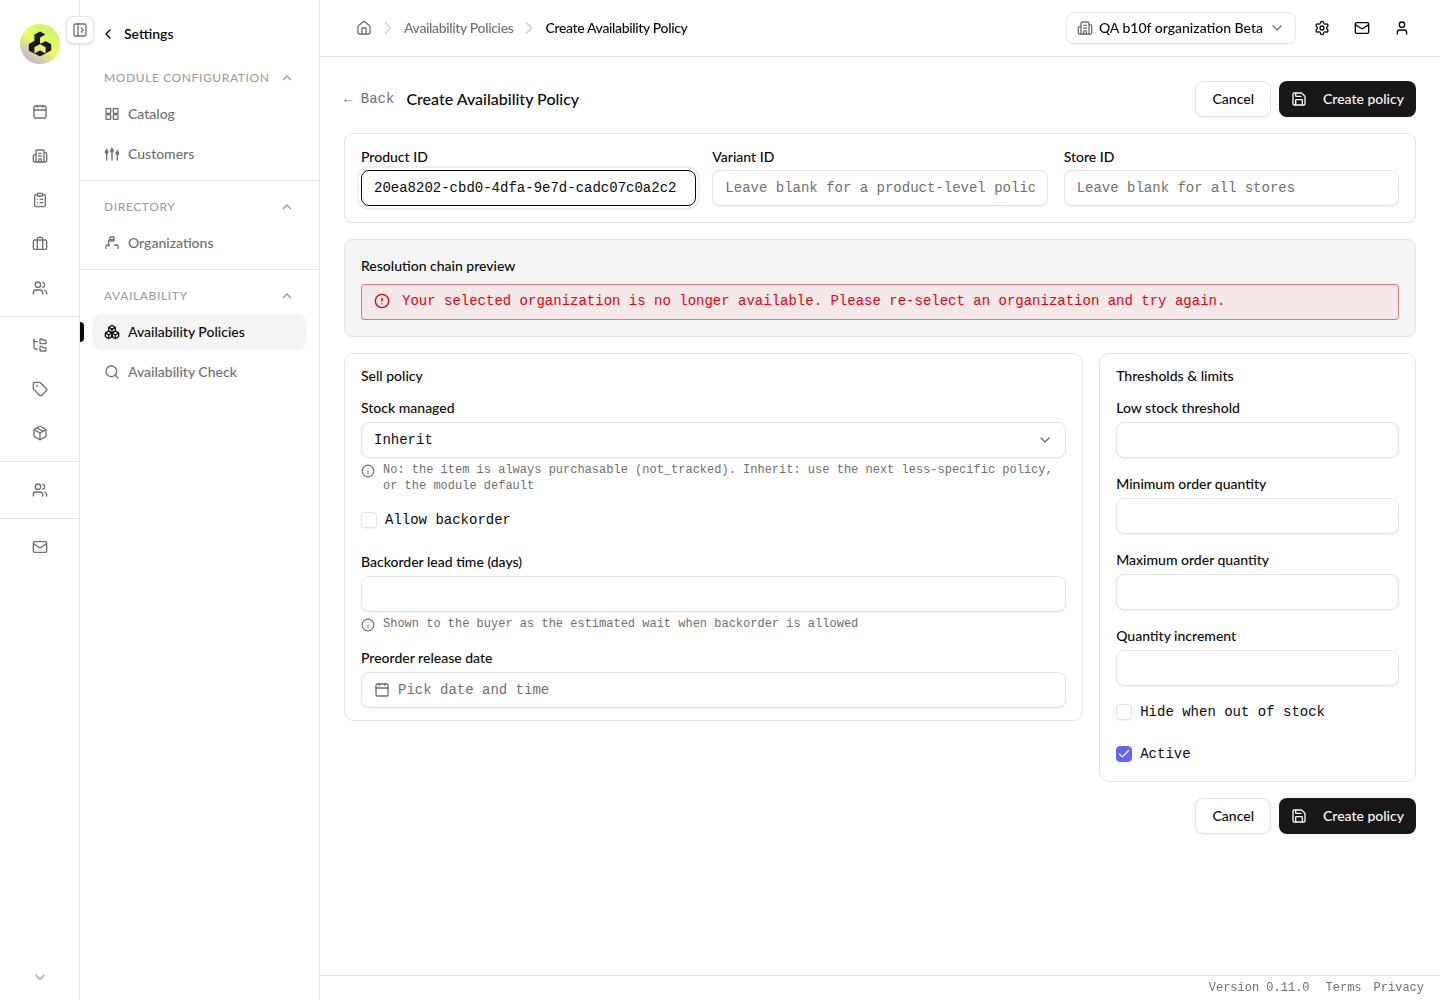 Settings
Availability Policies
Create Availability Policy
QA b10f organization Beta
MODULE CONFIGURATION
Catalog
Customers
DIRECTORY
Organizations
AVAILABILITY
Availability Policies
Availability Check
← Back
Create Availability Policy
Cancel
Create policy
Product ID
Variant ID
Store ID
20ea8202-cbd0-4dfa-9e7d-cadc07c0a2c2
Leave blank for a product-level polic
Leave blank for all stores
Resolution chain preview
Your selected organization is no longer available. Please re-select an organization and try again.
Sell policy
Stock managed
Inherit
No: the item is always purchasable (not_tracked). Inherit: use the next less-specific policy,
or the module default
Allow backorder
Backorder lead time (days)
Shown to the buyer as the estimated wait when backorder is allowed
Preorder release date
Pick date and time
Thresholds & limits
Low stock threshold
Minimum order quantity
Maximum order quantity
Quantity increment
Hide when out of stock
Active
Cancel
Create policy
Version 0.11.0
Terms
Privacy